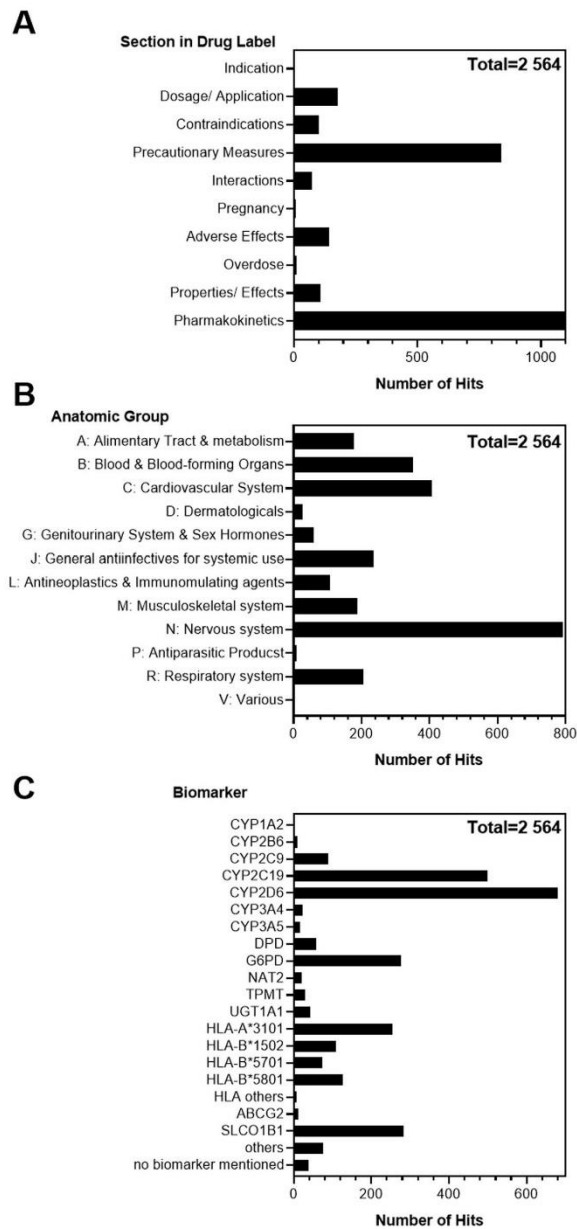 A
Section in Drug Label
Total=2 564
Indication
Dosage/ Application
Contraindications
Precautionary Measures
Interactions
Pregnancy
Adverse Effects
Overdose
Properties/ Effects
Pharmakokinetics
0 500 1000
Number of Hits
B
Anatomic Group
Total=2 564
A: Alimentary Tract & metabolism
B: Blood & Blood-forming Organs
C: Cardiovascular System
D: Dermatologicals
G: Genitourinary System & Sex Hormones
J: General antiinfectives for systemic use
L: Antineoplastics & Immunomulating agents
M: Musculoskeletal system
N: Nervous system
P: Antiparasitic Producst
R: Respiratory system
V: Various
0 200 400 600 800
Number of Hits
C
Biomarker
Total=2 564
CYP1A2
CYP2B6
CYP2C9
CYP2C19
CYP2D6
CYP3A4
CYP3A5
DPD
G6PD
NAT2
TPMT
UGT1A1
HLA-A*3101
HLA-B*1502
HLA-B*5701
HLA-B*5801
HLA others
ABCG2
SLCO1B1
others
no biomarker mentioned
0 200 400 600
Number of Hits